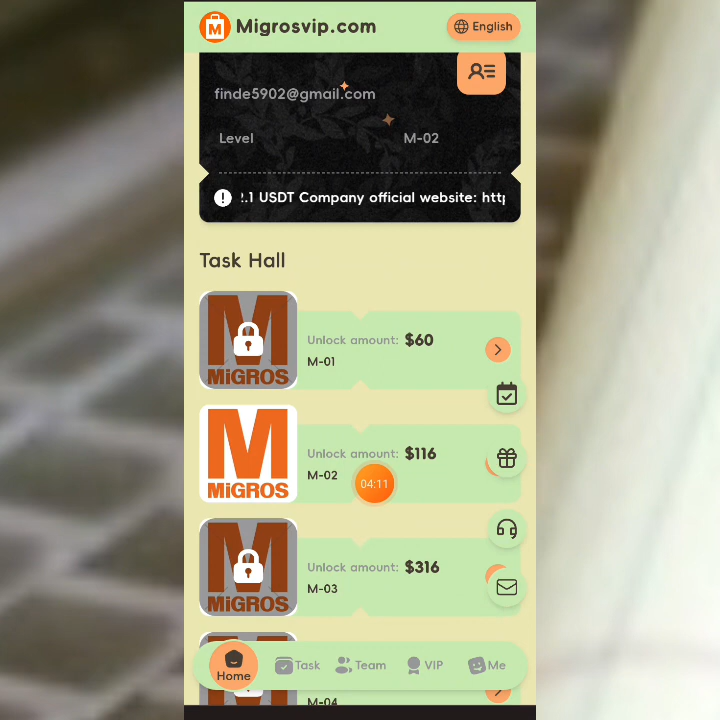 M Migrosvip.com
English
finde5902@gmail.com
Level M-02
2.1 USDT Company official website: http
Task Hall
M
MiGROS
Unlock amount: $60
M-01
M
MiGROS
Unlock amount: $116
M-02
04:11
M
MiGROS
Unlock amount: $316
M-03
M-04
Home
Task
Team
VIP
Me